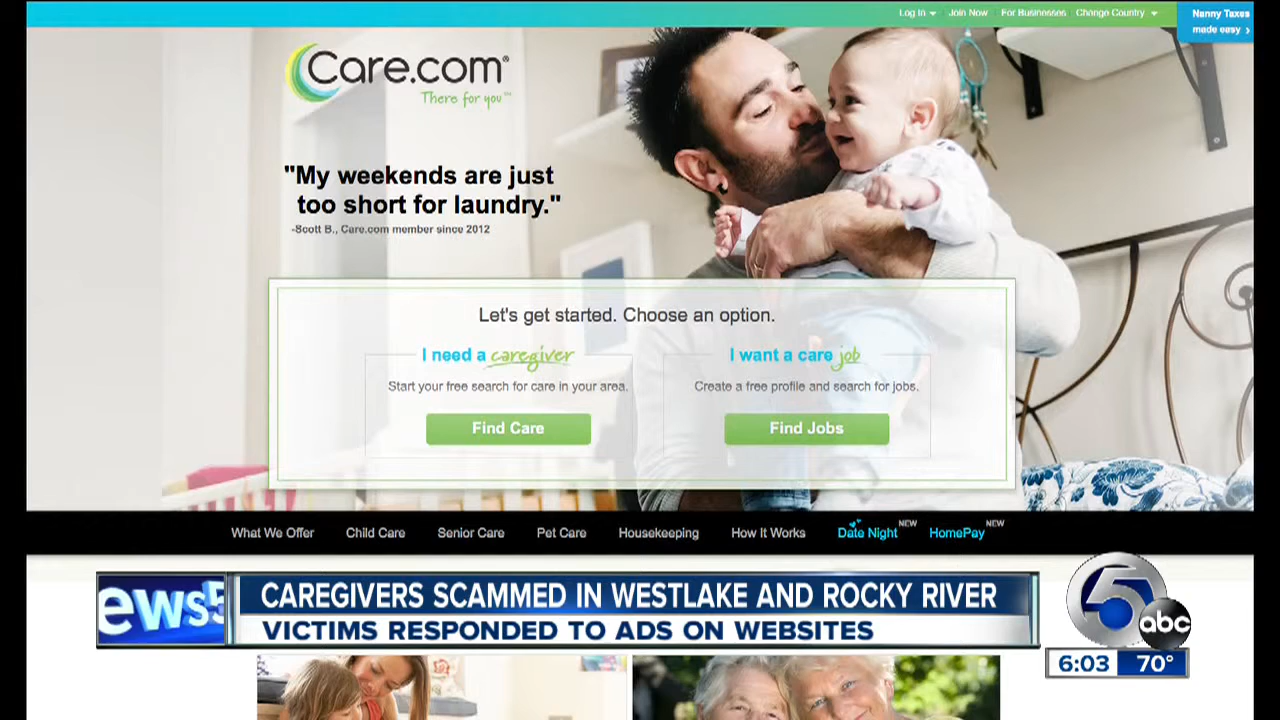 Log In Join Now For Businesses Change Country
Nanny Taxes
made easy ›
Care.com®
There for you™
"My weekends are just
too short for laundry."
-Scott B., Care.com member since 2012
Let's get started. Choose an option.
I need a caregiver
Start your free search for care in your area.
Find Care
I want a care job
Create a free profile and search for jobs.
Find Jobs
What We Offer Child Care Senior Care Pet Care Housekeeping How It Works Date Night NEW HomePay NEW
ews5
CAREGIVERS SCAMMED IN WESTLAKE AND ROCKY RIVER
VICTIMS RESPONDED TO ADS ON WEBSITES
5 abc
6:03 70°